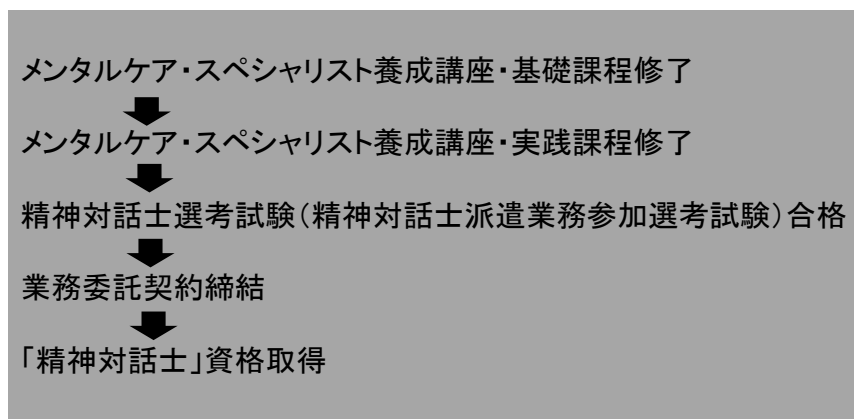 メンタルケア・スペシャリスト養成講座・基礎課程修了
メンタルケア・スペシャリスト養成講座・実践課程修了
精神対話士選考試験（精神対話士派遣業務参加選考試験）合格
業務委託契約締結
「精神対話士」資格取得